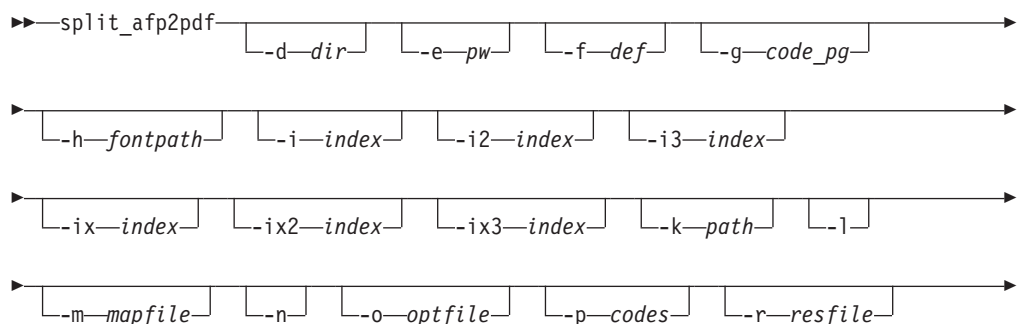 split_afp2pdf -d dir -e pw -f def -g code_pg
-h fontpath -i index -i2 index -i3 index
-ix index -ix2 index -ix3 index -k path -l
-m mapfile -n -o optfile -p codes -r resfile